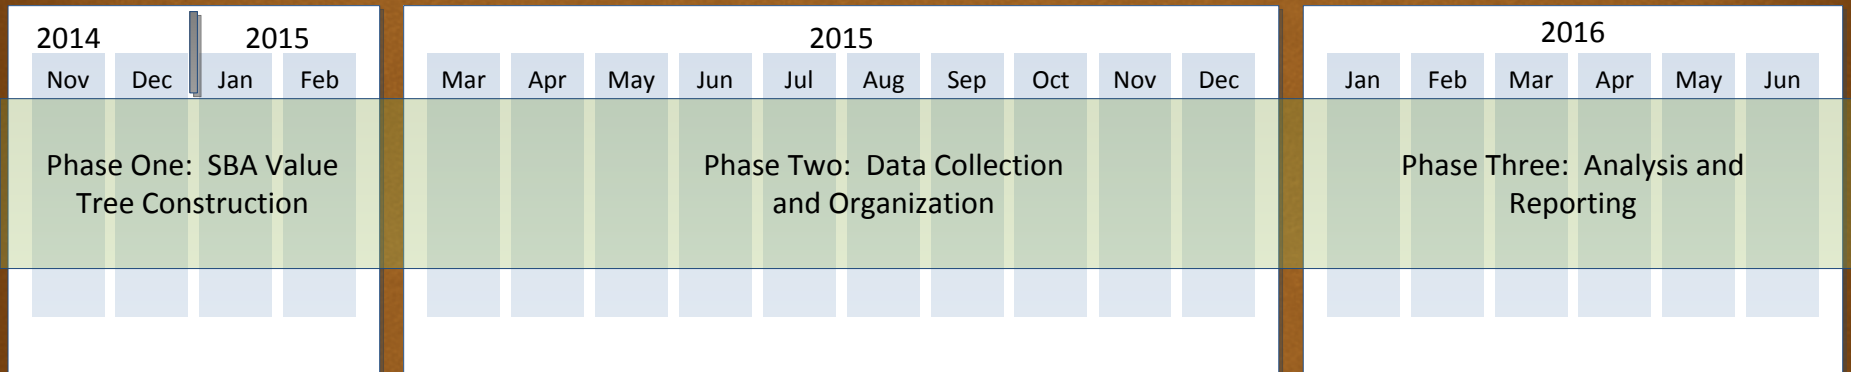 2014 2015
Nov Dec Jan Feb
Phase One:  SBA Value
Tree Construction
2015
Mar Apr May Jun Jul Aug Sep Oct Nov Dec
Phase Two:  Data Collection
and Organization
2016
Jan Feb Mar Apr May Jun
Phase Three:  Analysis and
Reporting